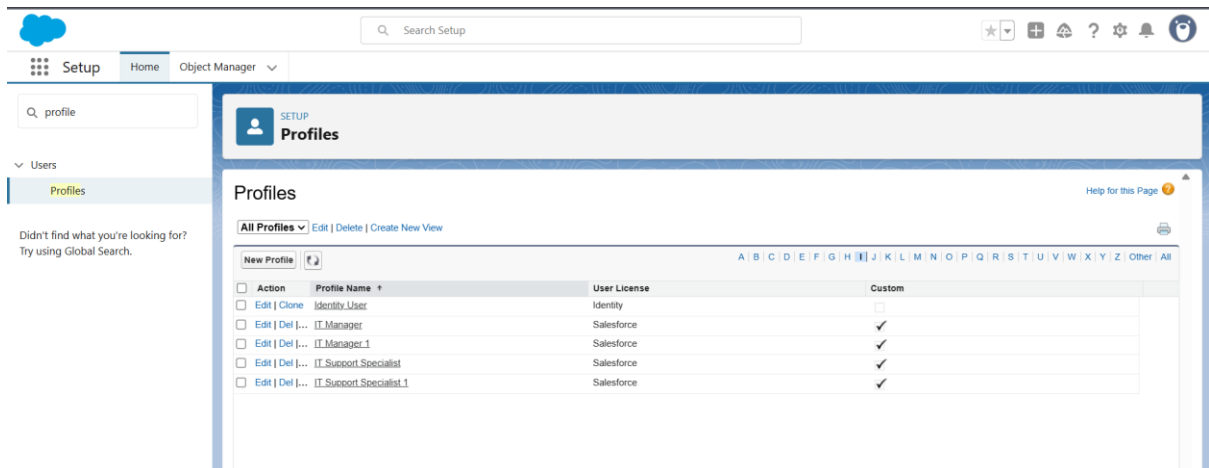 Search Setup
Setup Home Object Manager
profile
Users
Profiles
Didn't find what you're looking for?
Try using Global Search.
SETUP
Profiles
Profiles
Help for this Page ?
All Profiles Edit | Delete | Create New View
New Profile A | B | C | D | E | F | G | H | I | J | K | L | M | N | O | P | Q | R | S | T | U | V | W | X | Y | Z | Other | All
Action Profile Name ↑ User License Custom
Edit | Clone Identity User Identity
Edit | Del |... IT Manager Salesforce ✓
Edit | Del |... IT Manager 1 Salesforce ✓
Edit | Del |... IT Support Specialist Salesforce ✓
Edit | Del |... IT Support Specialist 1 Salesforce ✓